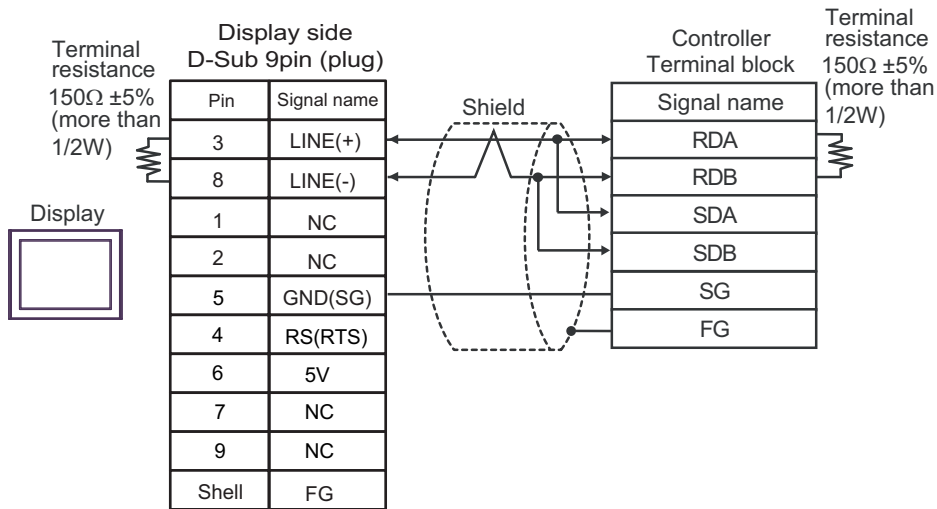 Terminal
resistance
150Ω ±5%
(more than
1/2W)
Display side
D-Sub 9pin (plug)
Pin Signal name
3 LINE(+)
8 LINE(-)
1 NC
2 NC
5 GND(SG)
4 RS(RTS)
6 5V
7 NC
9 NC
Shell FG
Display
Shield
Controller
Terminal block
Signal name
RDA
RDB
SDA
SDB
SG
FG
Terminal
resistance
150Ω ±5%
(more than
1/2W)